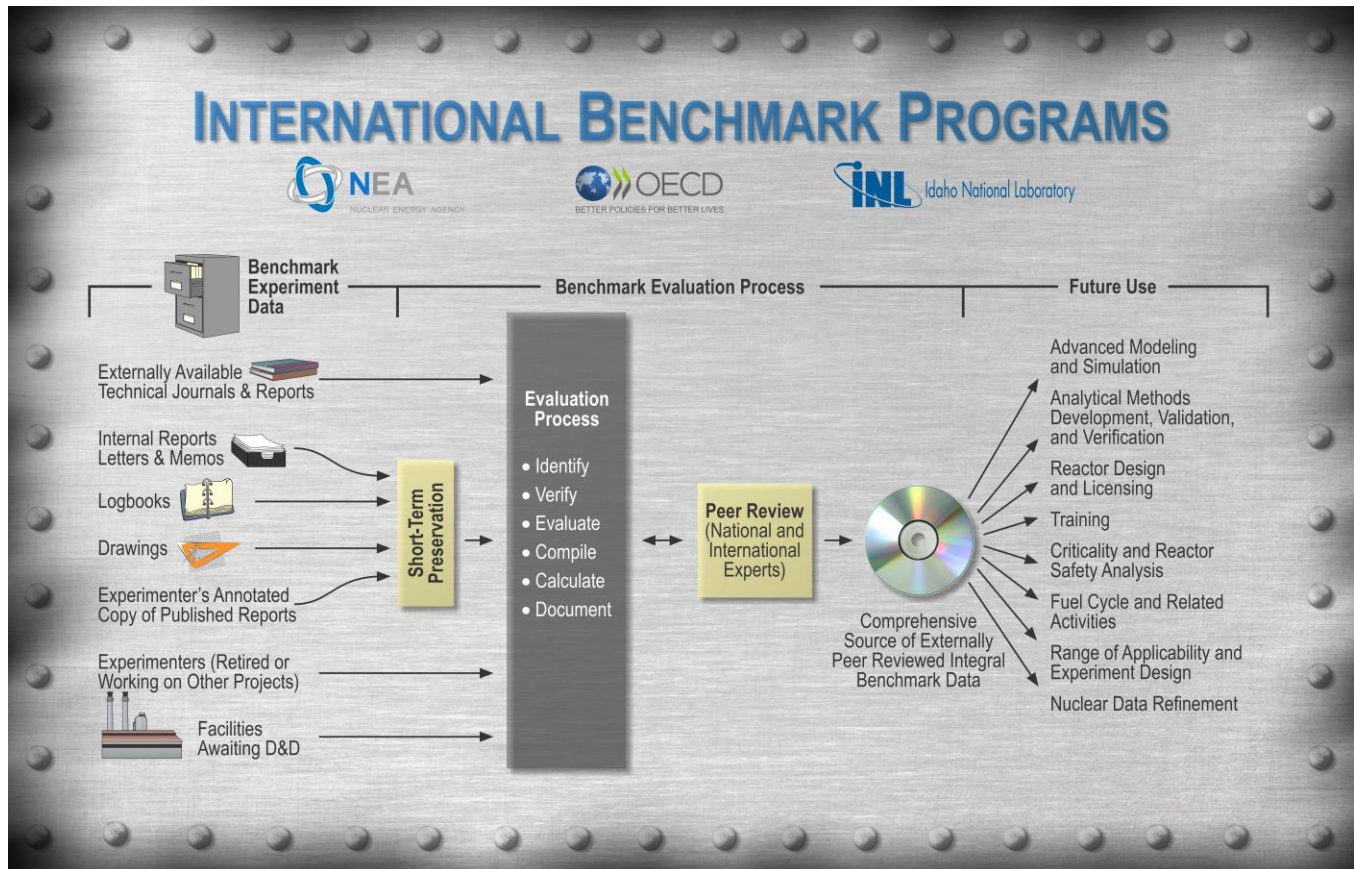 INTERNATIONAL BENCHMARK PROGRAMS
NEA
NUCLEAR ENERGY AGENCY
OECD
BETTER POLICIES FOR BETTER LIVES
INL Idaho National Laboratory
Benchmark
Experiment
Data
Benchmark Evaluation Process
Future Use
Externally Available
Technical Journals & Reports
Internal Reports
Letters & Memos
Logbooks
Drawings
Experimenter's Annotated
Copy of Published Reports
Experimenters (Retired or
Working on Other Projects)
Facilities
Awaiting D&D
Short-Term
Preservation
Evaluation
Process
• Identify
• Verify
• Evaluate
• Compile
• Calculate
• Document
Peer Review
(National and
International
Experts)
Comprehensive
Source of Externally
Peer Reviewed Integral
Benchmark Data
Advanced Modeling
and Simulation
Analytical Methods
Development, Validation,
and Verification
Reactor Design
and Licensing
Training
Criticality and Reactor
Safety Analysis
Fuel Cycle and Related
Activities
Range of Applicability and
Experiment Design
Nuclear Data Refinement